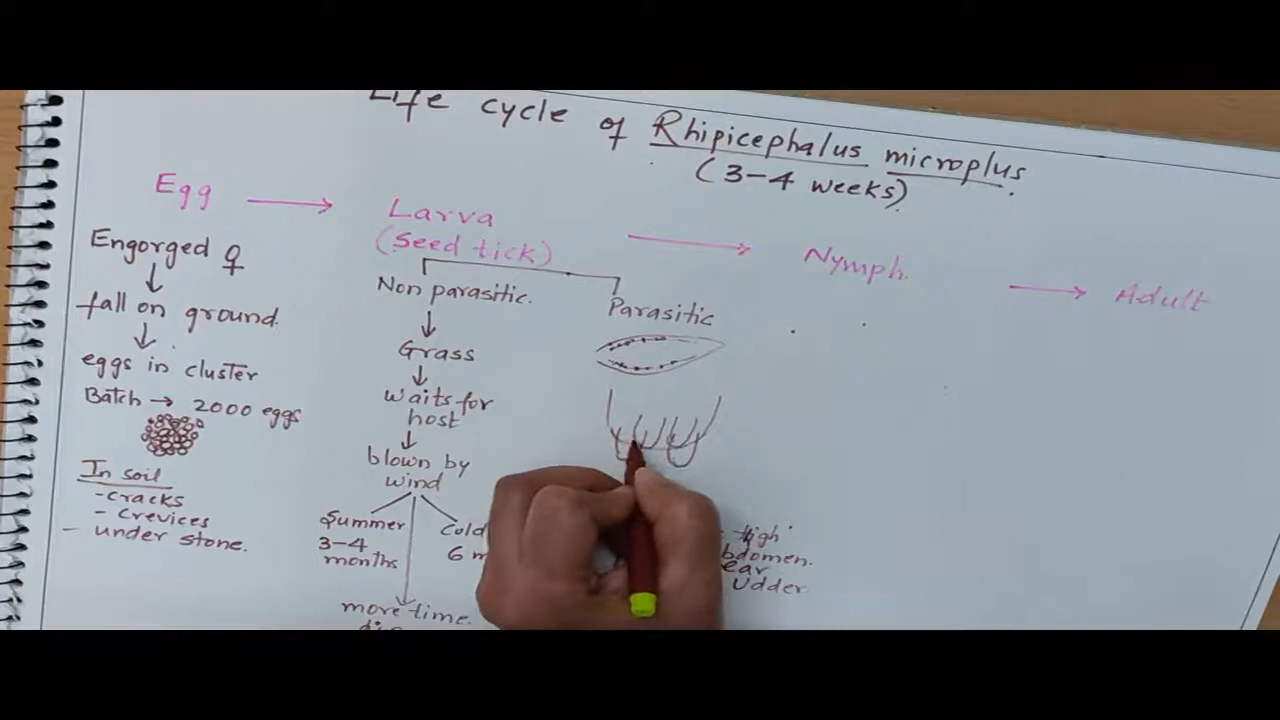 Life cycle of Rhipicephalus microplus.
(3-4 weeks)
Egg → Larva → Nymph. → Adult
(Seed tick)
Engorged ♀
↓
fall on ground.
↓
eggs in cluster
Batch → 2000 eggs
In soil
- Cracks
- Crevices
- under stone.
Non parasitic.
↓
Grass
↓
waits for
host
↓
blown by
wind
Summer
3-4
months
Cold
6
more time.
Parasitic
ear
Udder.